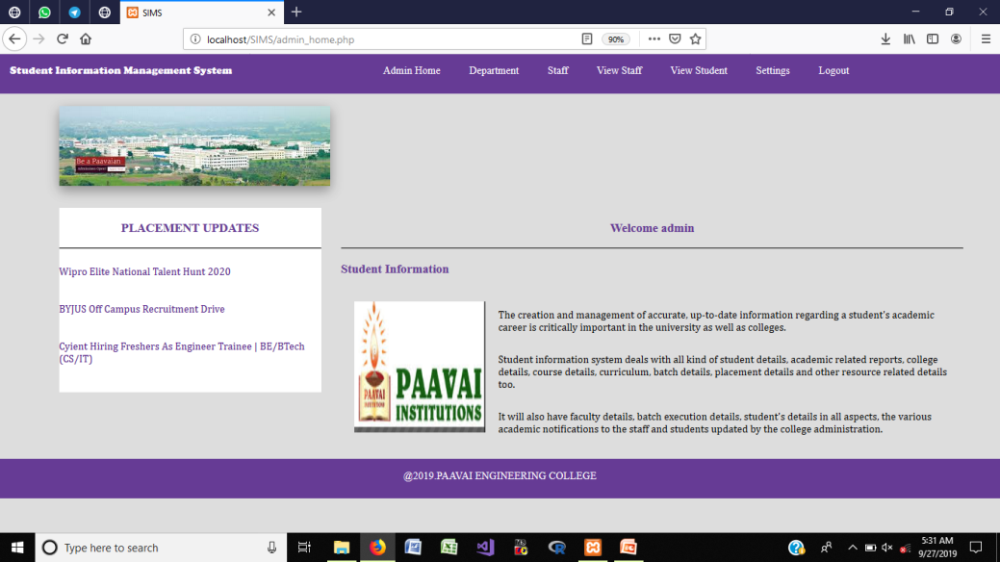 SIMS
localhost/SIMS/admin_home.php
90%
Student Information Management System
Admin Home
Department
Staff
View Staff
View Student
Settings
Logout
Be a Paavaian
PLACEMENT UPDATES
Wipro Elite National Talent Hunt 2020
BYJUS Off Campus Recruitment Drive
Cyient Hiring Freshers As Engineer Trainee | BE/BTech
(CS/IT)
Welcome admin
Student Information
PAAVAI
INSTITUTIONS
PAAVAI
INSTITUTIONS
The creation and management of accurate, up-to-date information regarding a student's academic
career is critically important in the university as well as colleges.
Student information system deals with all kind of student details, academic related reports, college
details, course details, curriculum, batch details, placement details and other resource related details
too.
It will also have faculty details, batch execution details, student's details in all aspects, the various
academic notifications to the staff and students updated by the college administration.
@2019.PAAVAI ENGINEERING COLLEGE
Type here to search
5:31 AM
9/27/2019